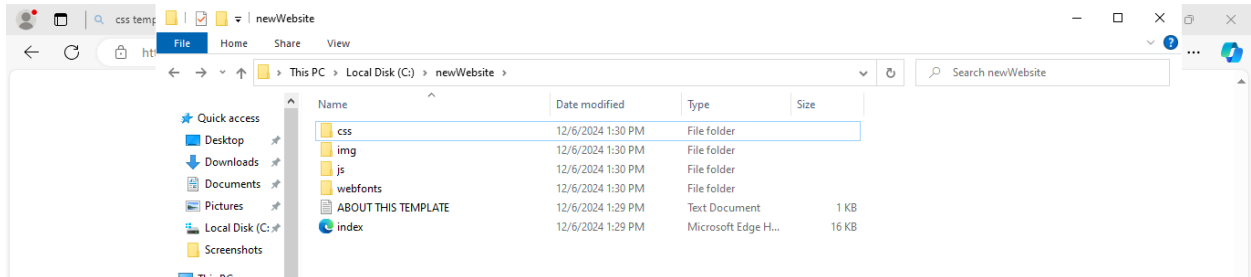 css temp
newWebsite
File Home Share View
htt
This PC > Local Disk (C:) > newWebsite >
Search newWebsite
Quick access
Desktop
Downloads
Documents
Pictures
Local Disk (C:
Screenshots
Name Date modified Type Size
css 12/6/2024 1:30 PM File folder
img 12/6/2024 1:30 PM File folder
js 12/6/2024 1:30 PM File folder
webfonts 12/6/2024 1:30 PM File folder
ABOUT THIS TEMPLATE 12/6/2024 1:29 PM Text Document 1 KB
index 12/6/2024 1:29 PM Microsoft Edge H... 16 KB